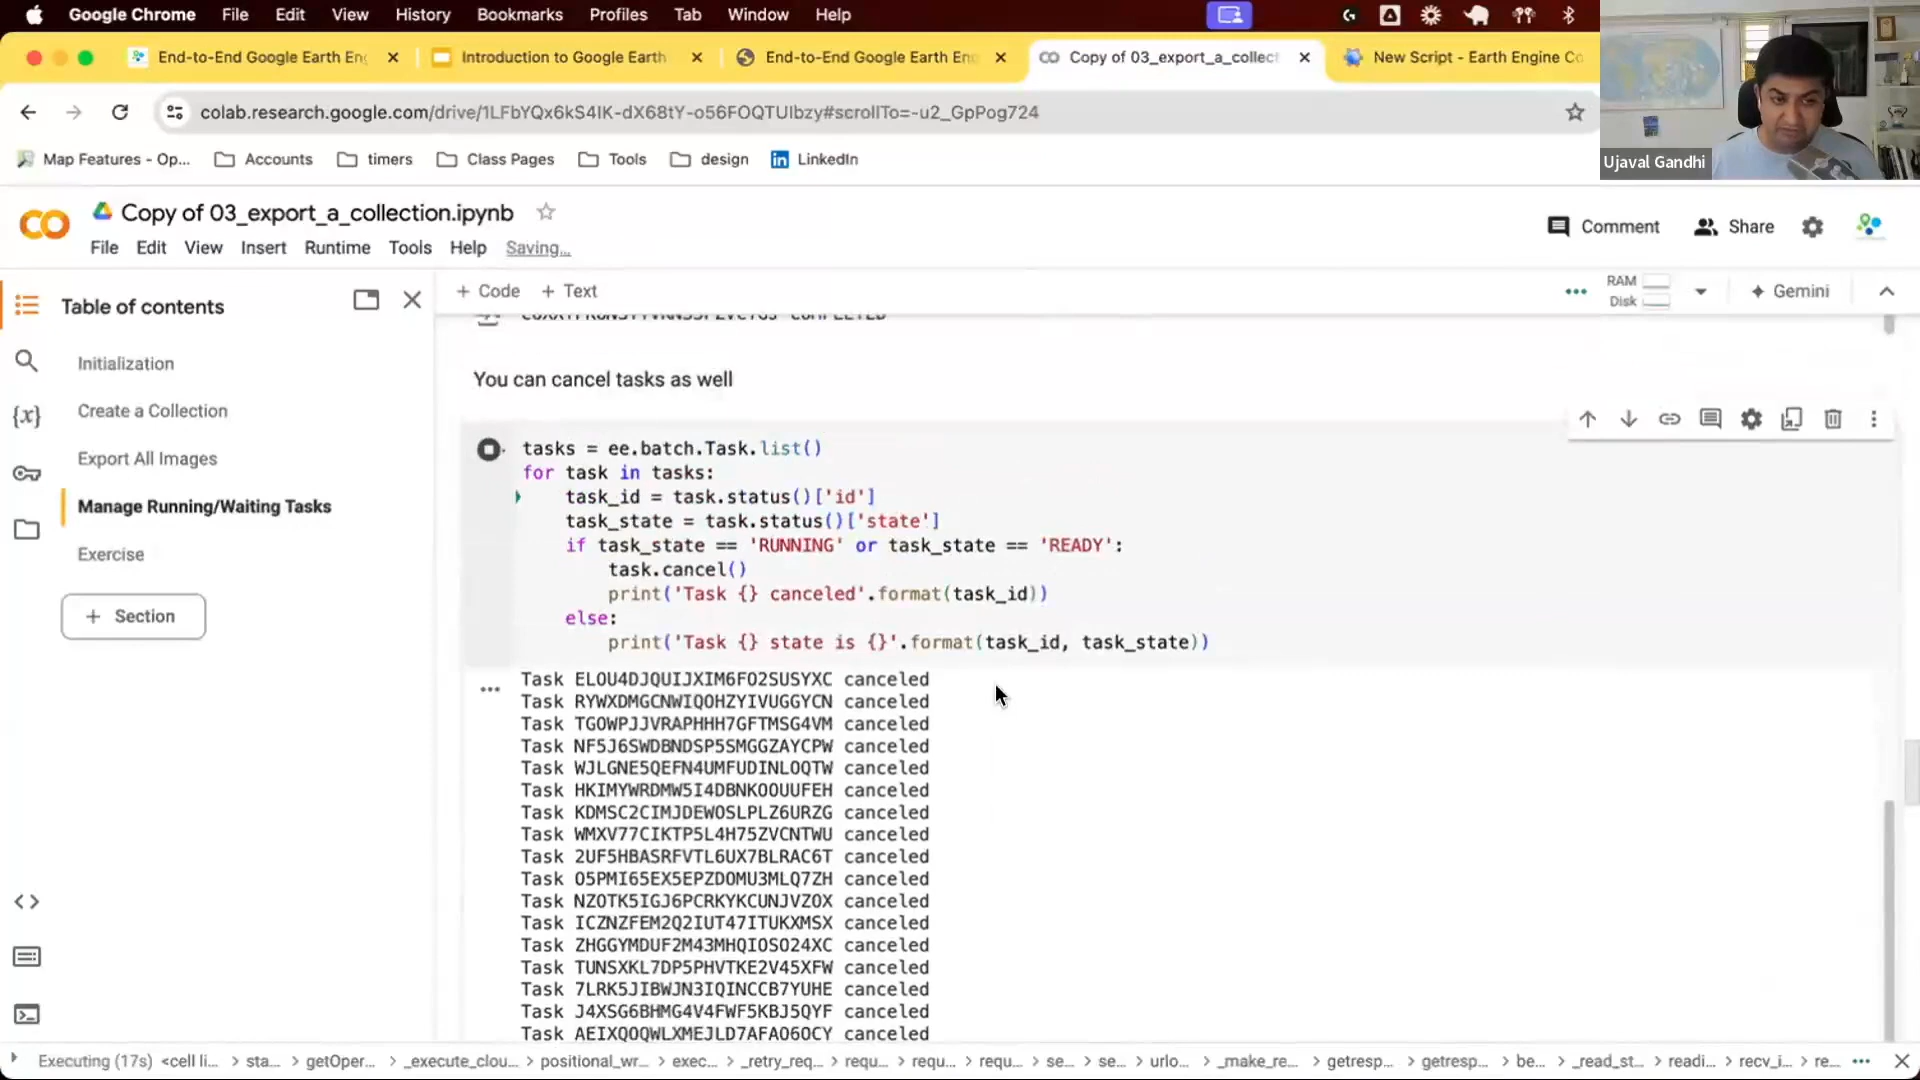 Google Chrome File Edit View History Bookmarks Profiles Tab Window Help
End-to-End Google Earth Eng
Introduction to Google Earth
End-to-End Google Earth Eng
Copy of 03_export_a_collect
New Script - Earth Engine Co
colab.research.google.com/drive/1LFbYQx6kS4IK-dX68tY-o56FOQTUIbzy#scrollTo=-u2_GpPog724
Map Features - Op...
Accounts
timers
Class Pages
Tools
design
LinkedIn
Ujaval Gandhi
Copy of 03_export_a_collection.ipynb
File Edit View Insert Runtime Tools Help Saving...
Comment
Share
Table of contents
+ Code + Text
RAM
Disk
Gemini
Initialization
Create a Collection
Export All Images
Manage Running/Waiting Tasks
Exercise
+ Section
You can cancel tasks as well
tasks = ee.batch.Task.list()
for task in tasks:
task_id = task.status()['id']
task_state = task.status()['state']
if task_state == 'RUNNING' or task_state == 'READY':
task.cancel()
print('Task {} canceled'.format(task_id))
else:
print('Task {} state is {}'.format(task_id, task_state))
Task ELOU4DJQUIJXIM6FO2SUSYXC canceled
Task RYWXDMGCNWIQOHZYIVUGGYCN canceled
Task TGOWPJJVRAPHHH7GFTMSG4VM canceled
Task NF5J6SWDBNDSP5SMGGZAYCPW canceled
Task WJLGNE5QEFN4UMFUDINLOQTW canceled
Task HKIMYWRDMW5I4DBNKOOUUFEH canceled
Task KDMSC2CIMJDEWOSLPLZ6URZG canceled
Task WMXV77CIKTP5L4H75ZVCNTWU canceled
Task 2UF5HBASRFVTL6UX7BLRAC6T canceled
Task O5PMI65EX5EPZDOMU3MLQ7ZH canceled
Task NZOTK5IGJ6PCRKYKCUNJVZOX canceled
Task ICZNZFEM2Q2IUT47ITUKXMSX canceled
Task ZHGGYMDUF2M43MHQIOSO24XC canceled
Task TUNSXKL7DP5PHVTKE2V45XFW canceled
Task 7LRK5JIBWJN3IQINCCB7YUHE canceled
Task J4XSG6BHMG4V4FWF5KBJ5QYF canceled
Task AEIXQOQWLXMEJLD7AFAO6OCY canceled
Executing (17s) <cell li... > sta... > getOper... > _execute_clou... > positional_wr... > exec... > _retry_req... > requ... > requ... > requ... > se... > se... > urlo... > _make_re... > getresp... > getresp... > be... > _read_st... > readi... > recv_i... > re...